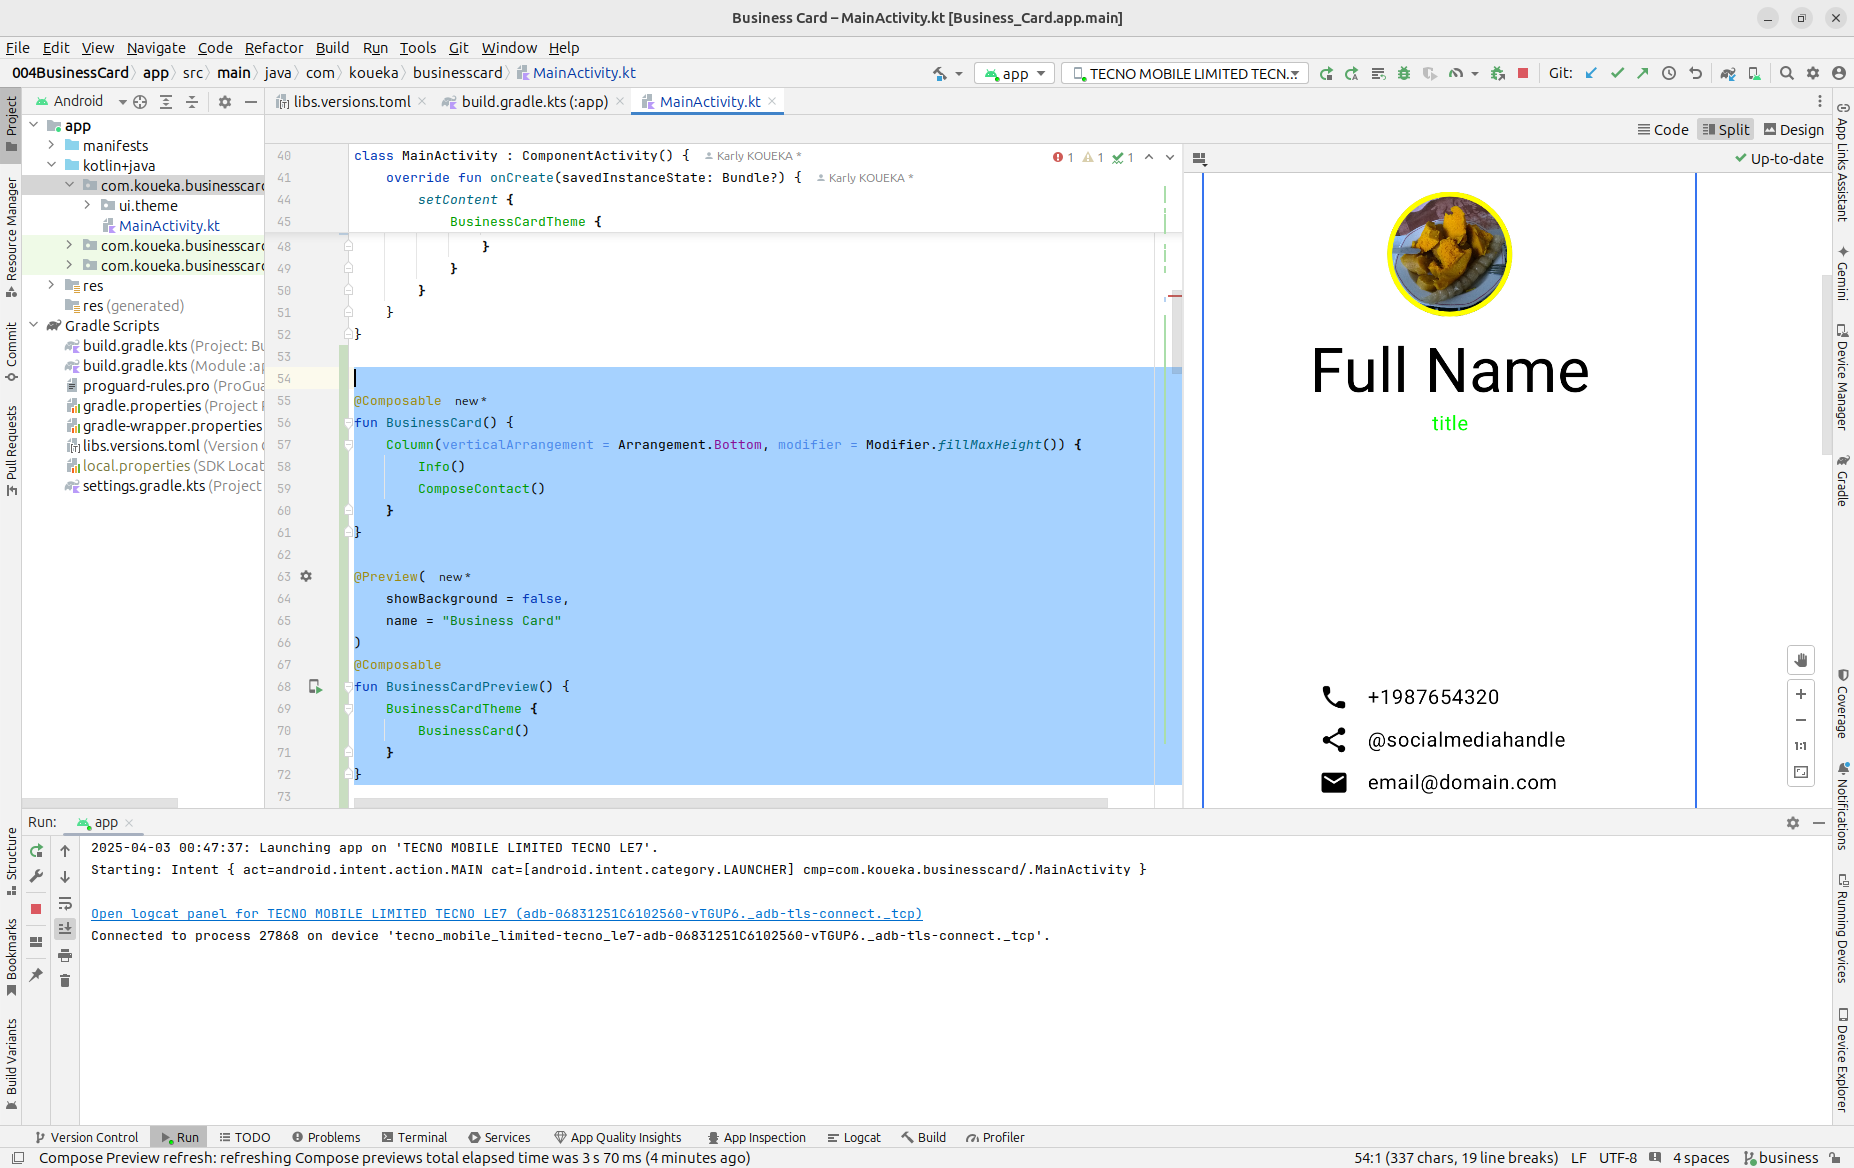 Business Card – MainActivity.kt [Business_Card.app.main]
File Edit View Navigate Code Refactor Build Run Tools Git Window Help
004BusinessCard app src main java com koueka businesscard MainActivity.kt
app TECNO MOBILE LIMITED TECN... Git:
Project
Resource Manager
Commit
Pull Requests
Structure
Bookmarks
Build Variants
Android
app
manifests
kotlin+java
com.koueka.businesscard
ui.theme
MainActivity.kt
com.koueka.businesscard
com.koueka.businesscard
res
res (generated)
Gradle Scripts
build.gradle.kts (Project: Bu
build.gradle.kts (Module :ap
proguard-rules.pro (ProGua
gradle.properties (Project P
gradle-wrapper.properties
libs.versions.toml (Version C
local.properties (SDK Locat
settings.gradle.kts (Project
libs.versions.toml build.gradle.kts (:app) MainActivity.kt
Code Split Design
1 1 1
40 class MainActivity : ComponentActivity() { Karly KOUEKA *
41 override fun onCreate(savedInstanceState: Bundle?) { Karly KOUEKA *
44 setContent {
45 BusinessCardTheme {
48 }
49 }
50 }
51 }
52 }
53
54
55 @Composable new *
56 fun BusinessCard() {
57 Column(verticalArrangement = Arrangement.Bottom, modifier = Modifier.fillMaxHeight()) {
58 Info()
59 ComposeContact()
60 }
61 }
62
63 @Preview( new *
64 showBackground = false,
65 name = "Business Card"
66 )
67 @Composable
68 fun BusinessCardPreview() {
69 BusinessCardTheme {
70 BusinessCard()
71 }
72 }
73
Up-to-date
Full Name
title
+1987654320
@socialmediahandle
email@domain.com
1:1
App Links Assistant
Gemini
Device Manager
Gradle
Coverage
Notifications
Running Devices
Device Explorer
Run: app
2025-04-03 00:47:37: Launching app on 'TECNO MOBILE LIMITED TECNO LE7'.
Starting: Intent { act=android.intent.action.MAIN cat=[android.intent.category.LAUNCHER] cmp=com.koueka.businesscard/.MainActivity }
Open logcat panel for TECNO MOBILE LIMITED TECNO LE7 (adb-06831251C6102560-vTGUP6._adb-tls-connect._tcp)
Connected to process 27868 on device 'tecno_mobile_limited-tecno_le7-adb-06831251C6102560-vTGUP6._adb-tls-connect._tcp'.
Version Control Run TODO Problems Terminal Services App Quality Insights App Inspection Logcat Build Profiler
Compose Preview refresh: refreshing Compose previews total elapsed time was 3 s 70 ms (4 minutes ago) 54:1 (337 chars, 19 line breaks) LF UTF-8 4 spaces business